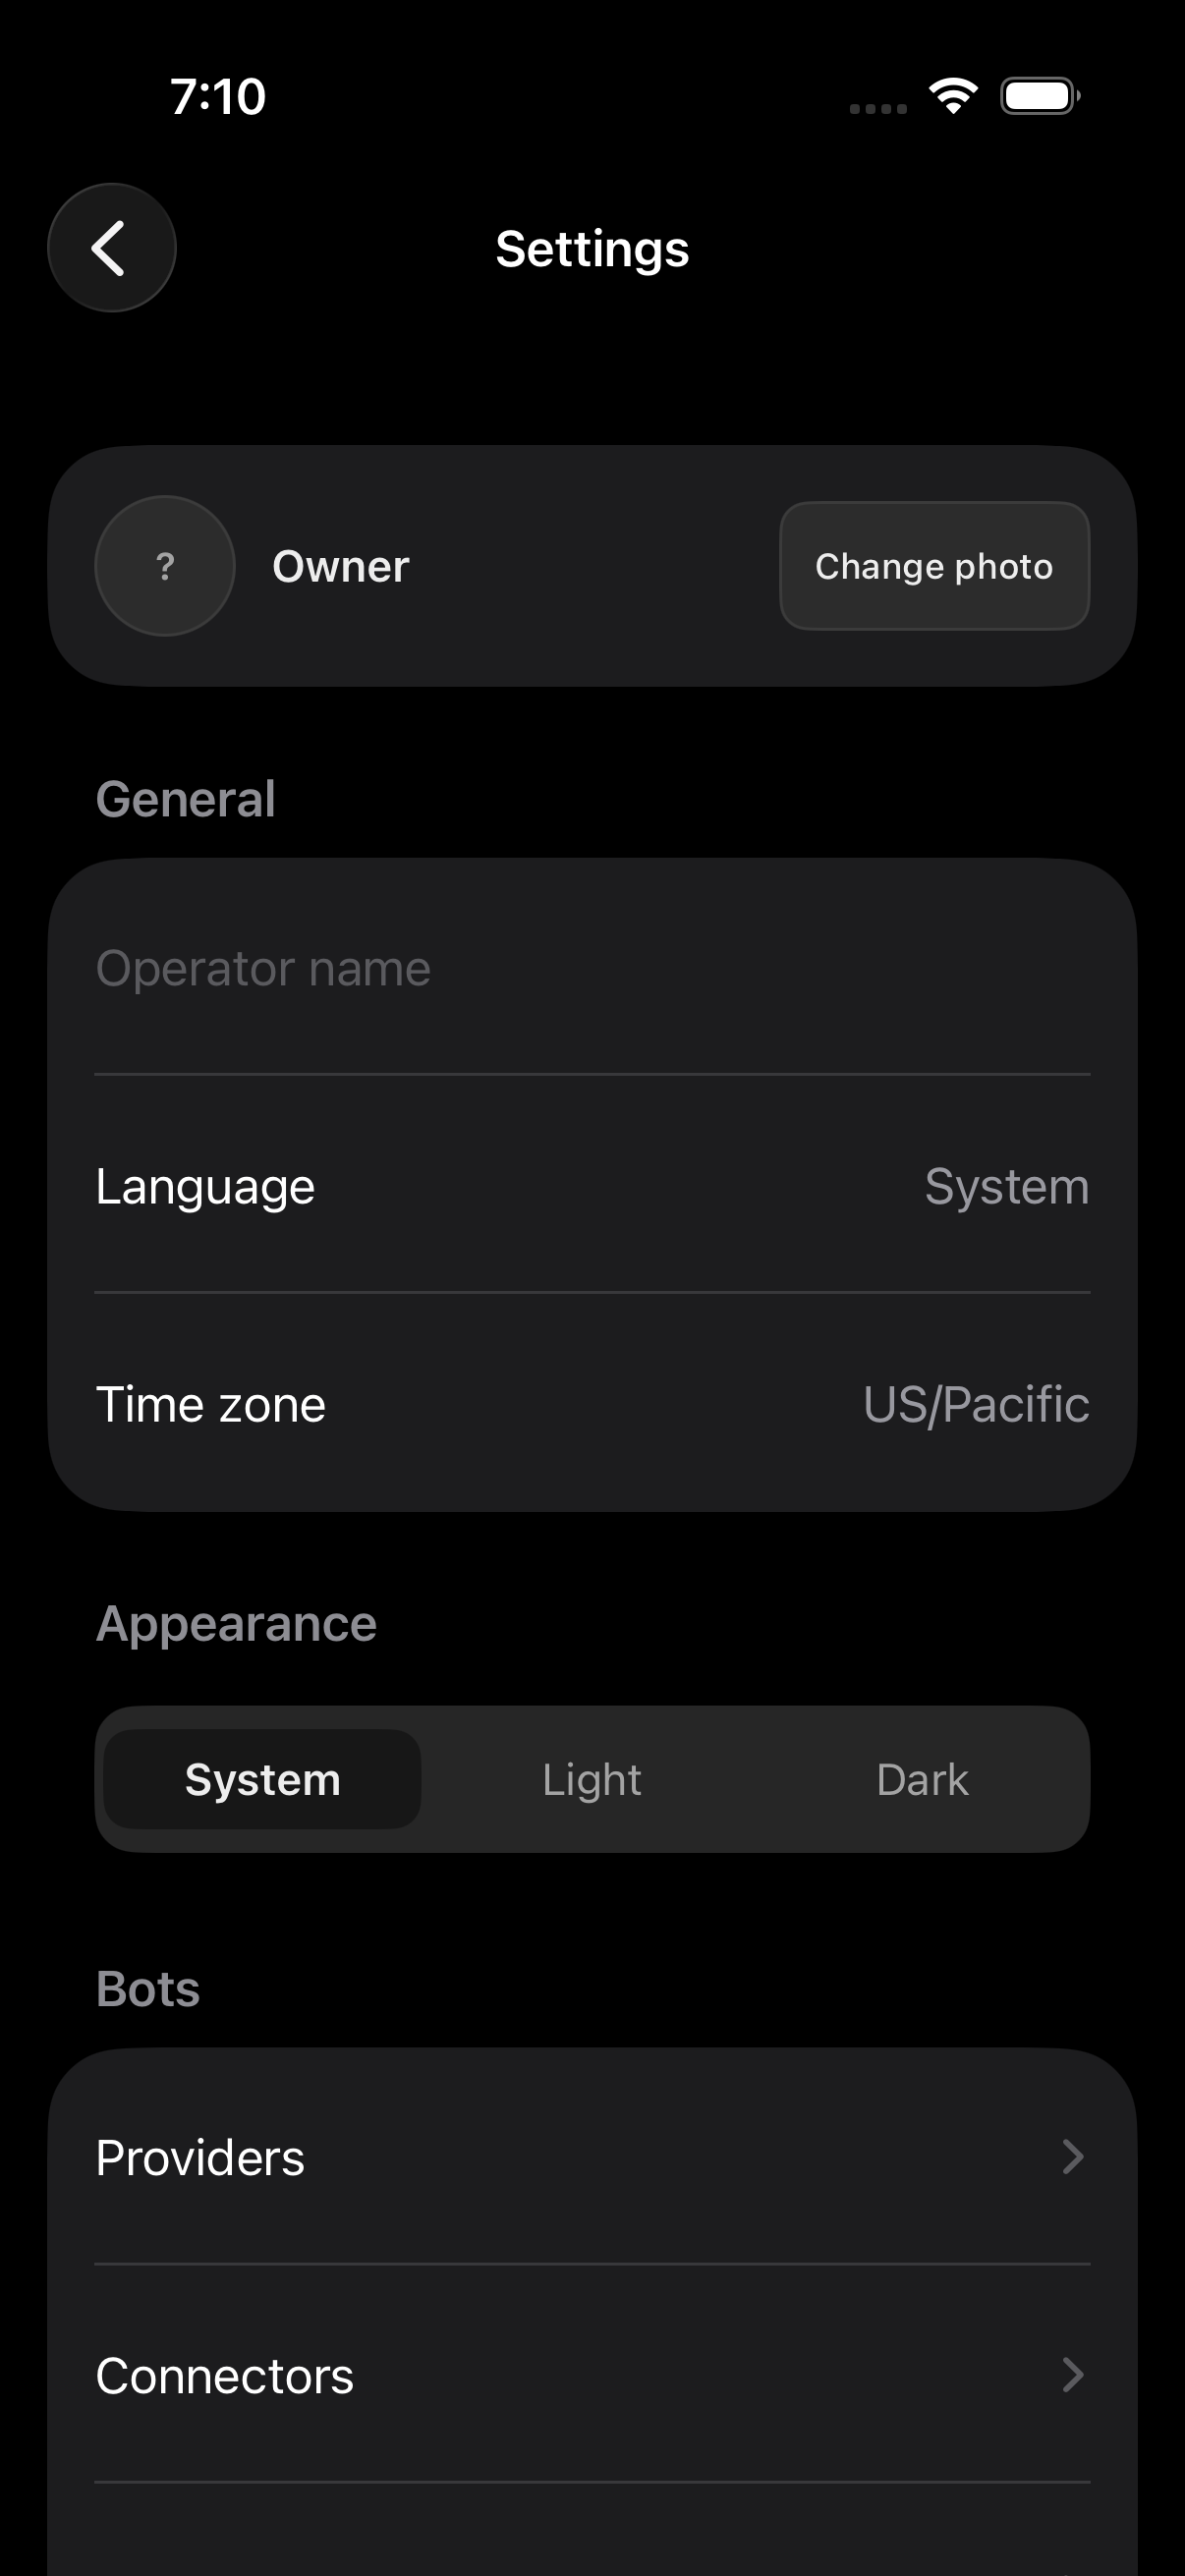 7:10
Settings
?
Owner
Change photo
General
Operator name
Language
System
Time zone
US/Pacific
Appearance
System
Light
Dark
Bots
Providers
Connectors